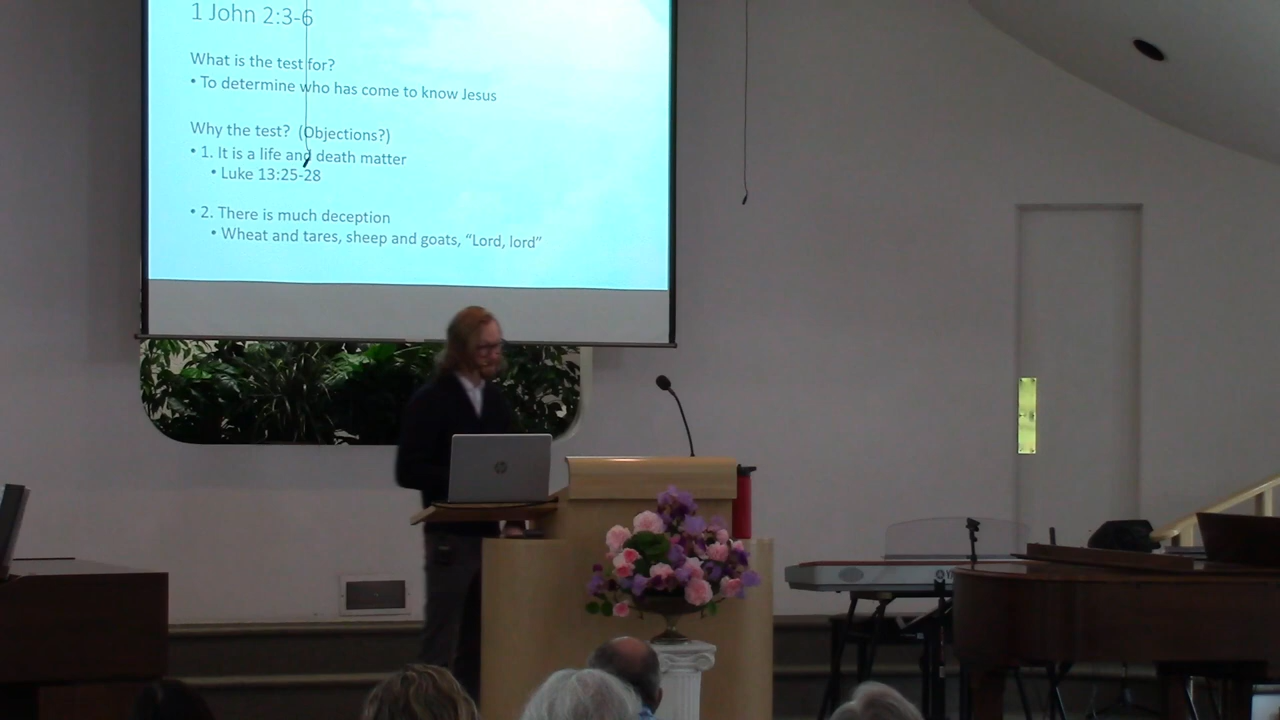 1 John 2:3-6
What is the test for?
• To determine who has come to know Jesus
Why the test? (Objections?)
• 1. It is a life and death matter
• Luke 13:25-28
• 2. There is much deception
• Wheat and tares, sheep and goats, “Lord, lord”
hp